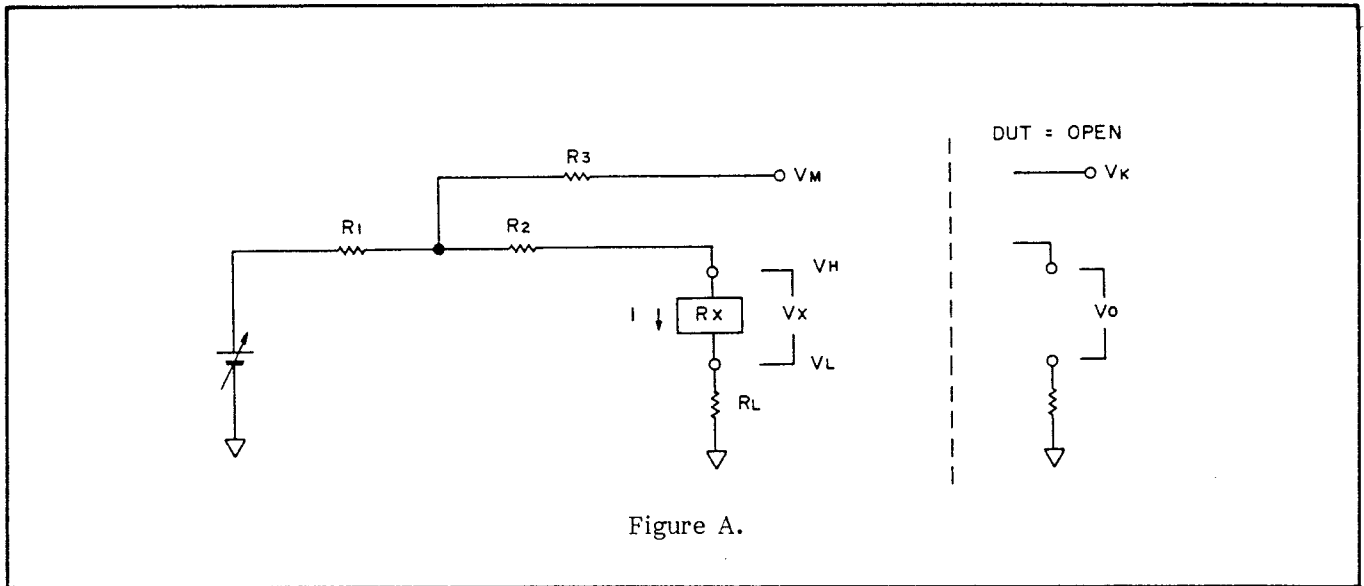 DUT = OPEN
R3
VM
VK
R1
R2
VH
I
RX
VX
VO
VL
RL
Figure A.